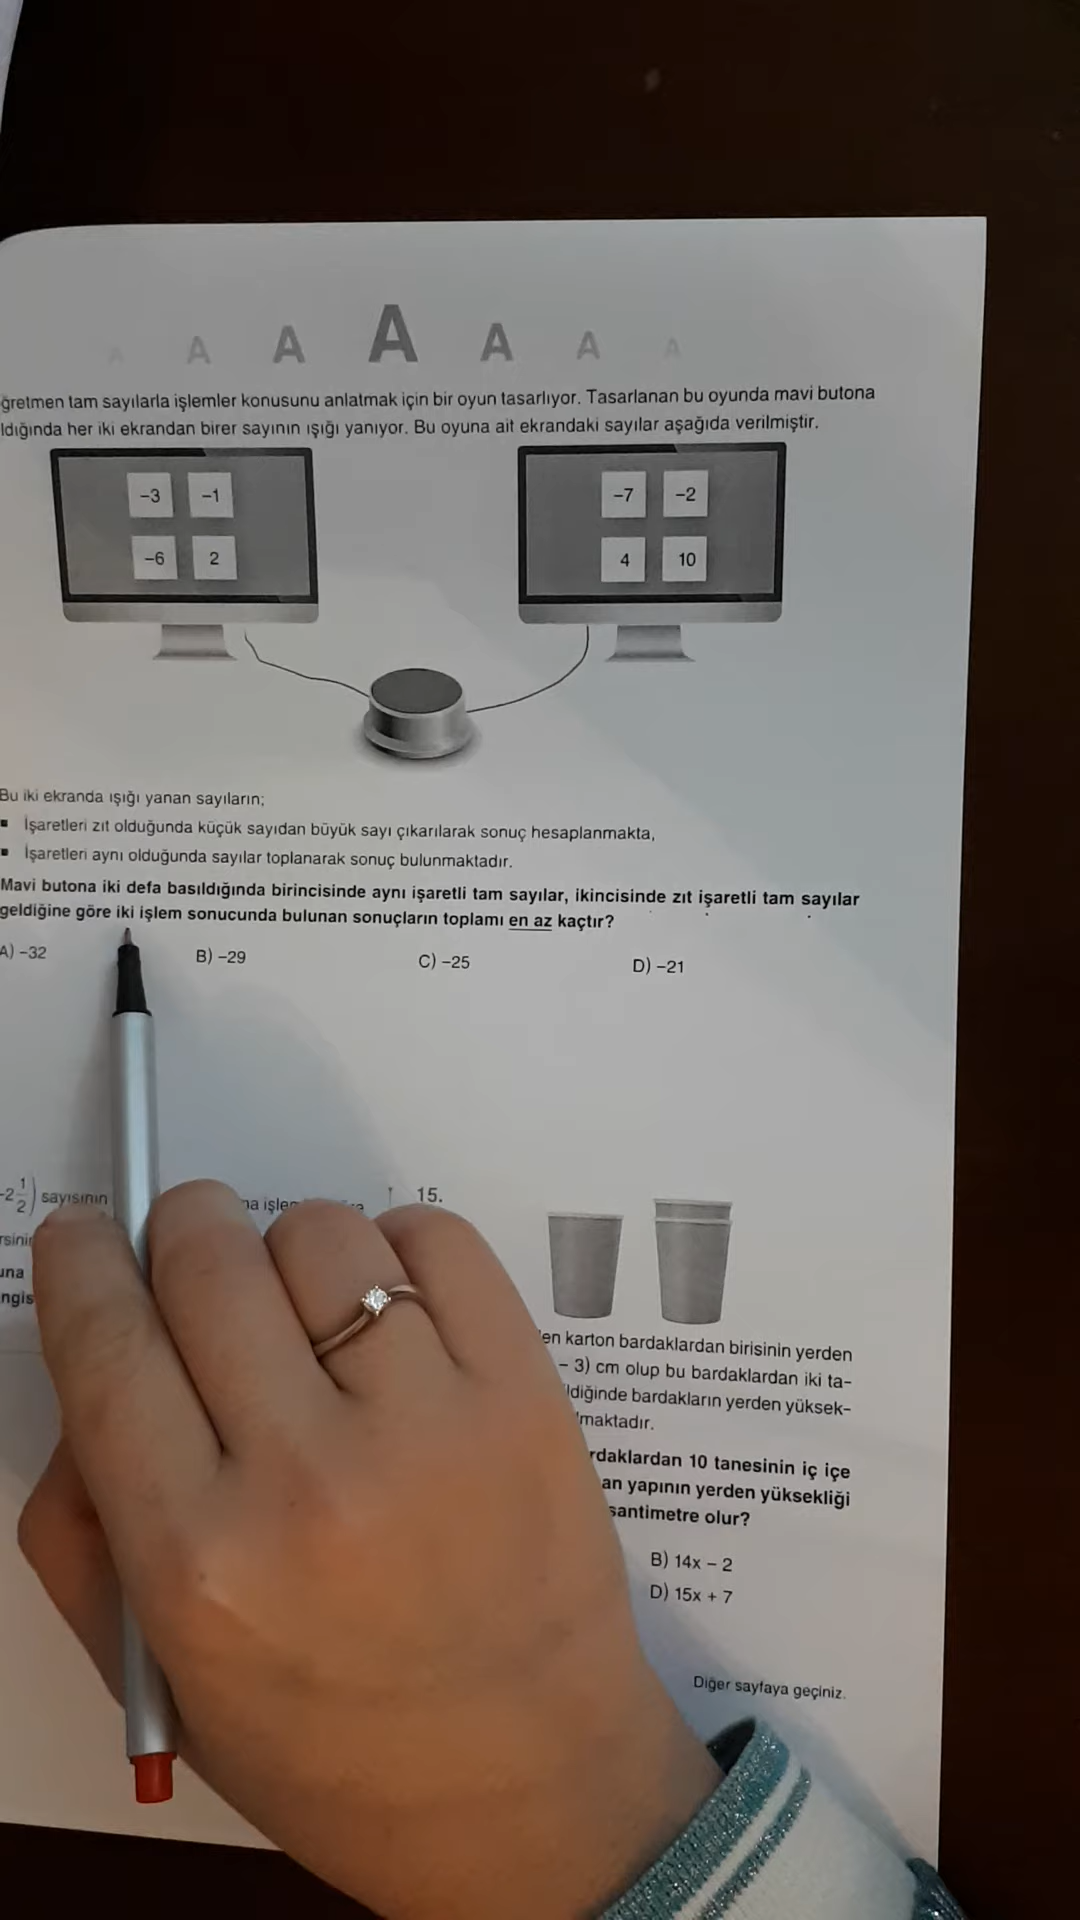 A A A A A A A
ğretmen tam sayılarla işlemler konusunu anlatmak için bir oyun tasarlıyor. Tasarlanan bu oyunda mavi butona
ldığında her iki ekrandan birer sayının ışığı yanıyor. Bu oyuna ait ekrandaki sayılar aşağıda verilmiştir.
-3 -1
-6 2
-7 -2
4 10
Bu iki ekranda ışığı yanan sayıların;
▪ İşaretleri zıt olduğunda küçük sayıdan büyük sayı çıkarılarak sonuç hesaplanmakta,
▪ İşaretleri aynı olduğunda sayılar toplanarak sonuç bulunmaktadır.
Mavi butona iki defa basıldığında birincisinde aynı işaretli tam sayılar, ikincisinde zıt işaretli tam sayılar
geldiğine göre iki işlem sonucunda bulunan sonuçların toplamı en az kaçtır?
A) -32 B) -29 C) -25 D) -21
-2 1/2) sayısının
una
15.
en karton bardaklardan birisinin yerden
- 3) cm olup bu bardaklardan iki ta-
ldiğinde bardakların yerden yüksek-
maktadır.
rdaklardan 10 tanesinin iç içe
an yapının yerden yüksekliği
santimetre olur?
B) 14x - 2
D) 15x + 7
Diğer sayfaya geçiniz.